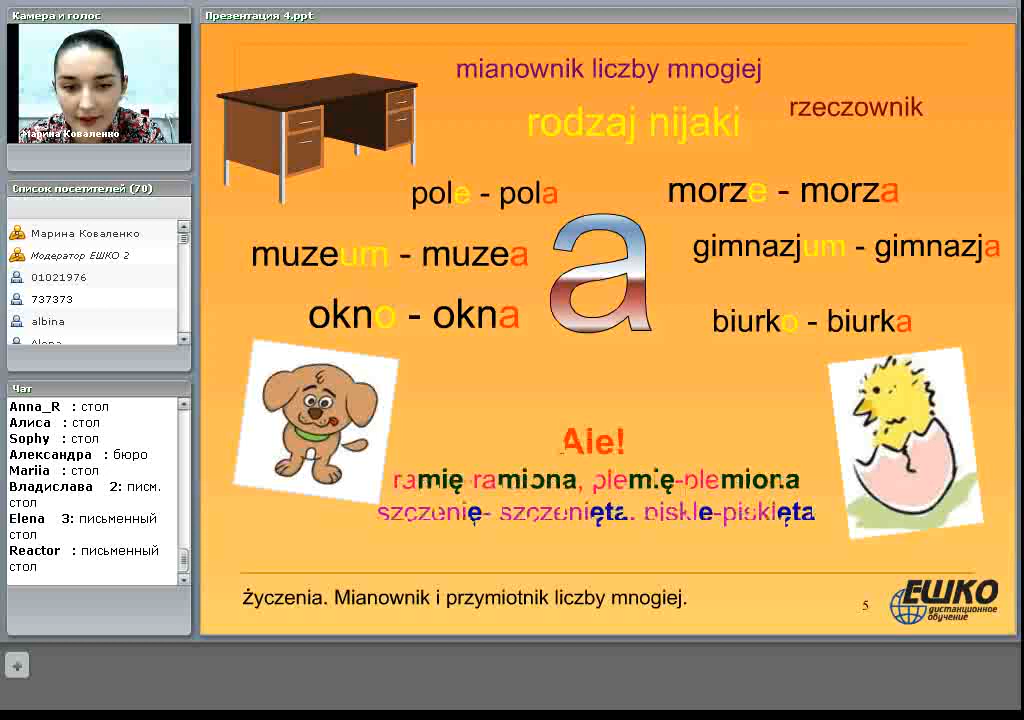 Камера и голос
Марина Коваленко
Список посетителей (70)
Марина Коваленко
Модератор ЕШКО 2
01021976
737373
albina
Alena
Чат
Anna_R : стол
Алиса : стол
Sophy : стол
Александра : бюро
Mariia : стол
Владислава 2: писм.
стол
Elena 3: письменный
стол
Reactor : письменный
стол
Презентация 4.ppt
mianownik liczby mnogiej
rodzaj nijaki
rzeczownik
pole - pola
morze - morza
muzeum - muzea
a
gimnazjum - gimnazja
okno - okna
biurko - biurka
Ale!
ramię-ramiona, plemię-plemiona
szczenię- szczenięta, pisklę-pisklęta
życzenia. Mianownik i przymiotnik liczby mnogiej.
5
ЕШКО
дистанционное
обучение